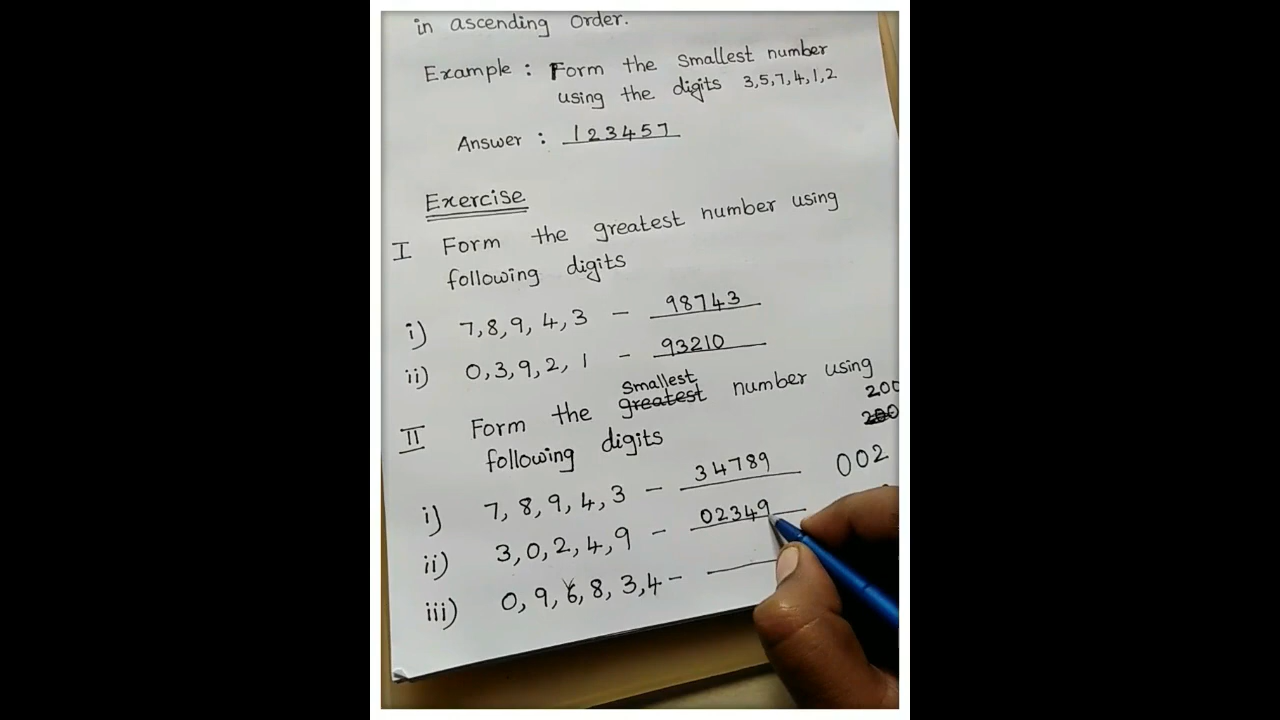 in ascending order.
Example : Form the smallest number
using the digits 3,5,7,4,1,2
Answer : 123457
Exercise
I Form the greatest number using
following digits
i) 7,8,9,4,3 - 98743
ii) 0,3,9,2,1 - 93210
smallest
II Form the greatest number using
following digits
200
200
i) 7,8,9,4,3 - 34789
002
ii) 3,0,2,4,9 - 02349
iii) 0,9,6,8,3,4 -